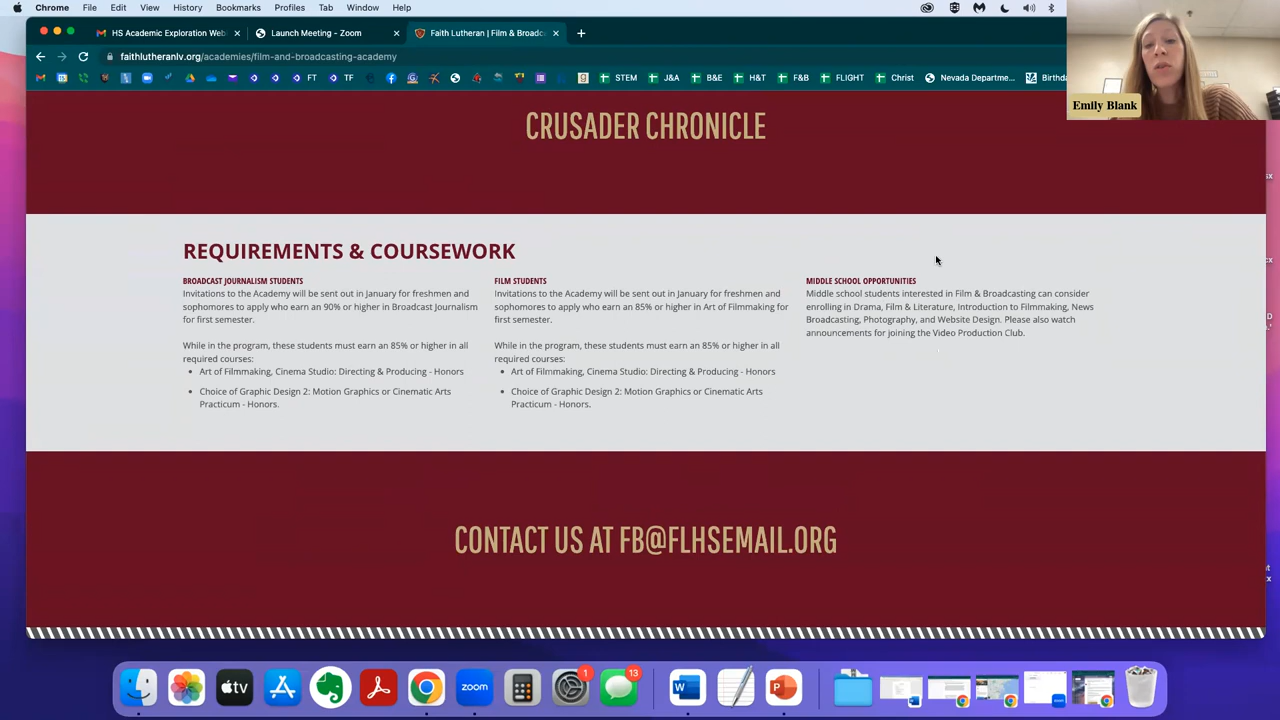 Chrome File Edit View History Bookmarks Profiles Tab Window Help
HS Academic Exploration Web Launch Meeting - Zoom Faith Lutheran | Film & Broadc
faithlutheranlv.org/academies/film-and-broadcasting-academy
FT TF STEM J&A B&E H&T F&B FLIGHT Christ Nevada Departme... Birthda
Emily Blank
CRUSADER CHRONICLE
REQUIREMENTS & COURSEWORK
BROADCAST JOURNALISM STUDENTS
Invitations to the Academy will be sent out in January for freshmen and
sophomores to apply who earn an 90% or higher in Broadcast Journalism
for first semester.
While in the program, these students must earn an 85% or higher in all
required courses:
• Art of Filmmaking, Cinema Studio: Directing & Producing - Honors
• Choice of Graphic Design 2: Motion Graphics or Cinematic Arts
Practicum - Honors.
FILM STUDENTS
Invitations to the Academy will be sent out in January for freshmen and
sophomores to apply who earn an 85% or higher in Art of Filmmaking for
first semester.
While in the program, these students must earn an 85% or higher in all
required courses:
• Art of Filmmaking, Cinema Studio: Directing & Producing - Honors
• Choice of Graphic Design 2: Motion Graphics or Cinematic Arts
Practicum - Honors.
MIDDLE SCHOOL OPPORTUNITIES
Middle school students interested in Film & Broadcasting can consider
enrolling in Drama, Film & Literature, Introduction to Filmmaking, News
Broadcasting, Photography, and Website Design. Please also watch
announcements for joining the Video Production Club.
CONTACT US AT FB@FLHSEMAIL.ORG
tv zoom 1 13 W P